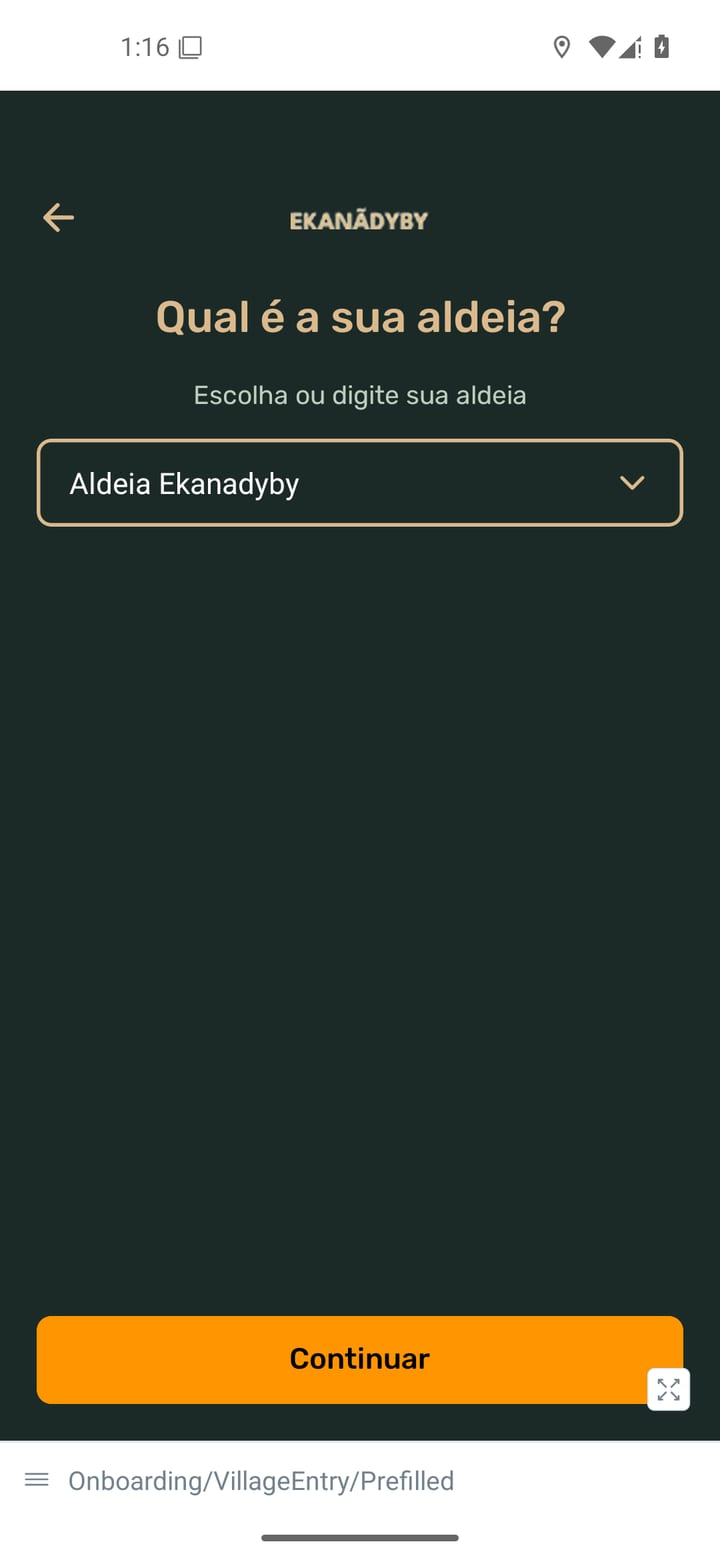 1:16
EKANÃDYBY
Qual é a sua aldeia?
Escolha ou digite sua aldeia
Aldeia Ekanadyby
Continuar
Onboarding/VillageEntry/Prefilled